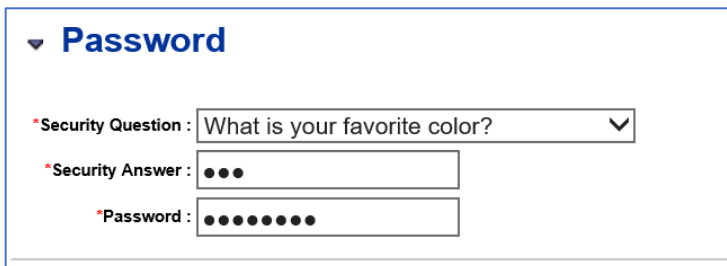 Password
*Security Question : What is your favorite color?
*Security Answer : ●●●
*Password : ●●●●●●●●